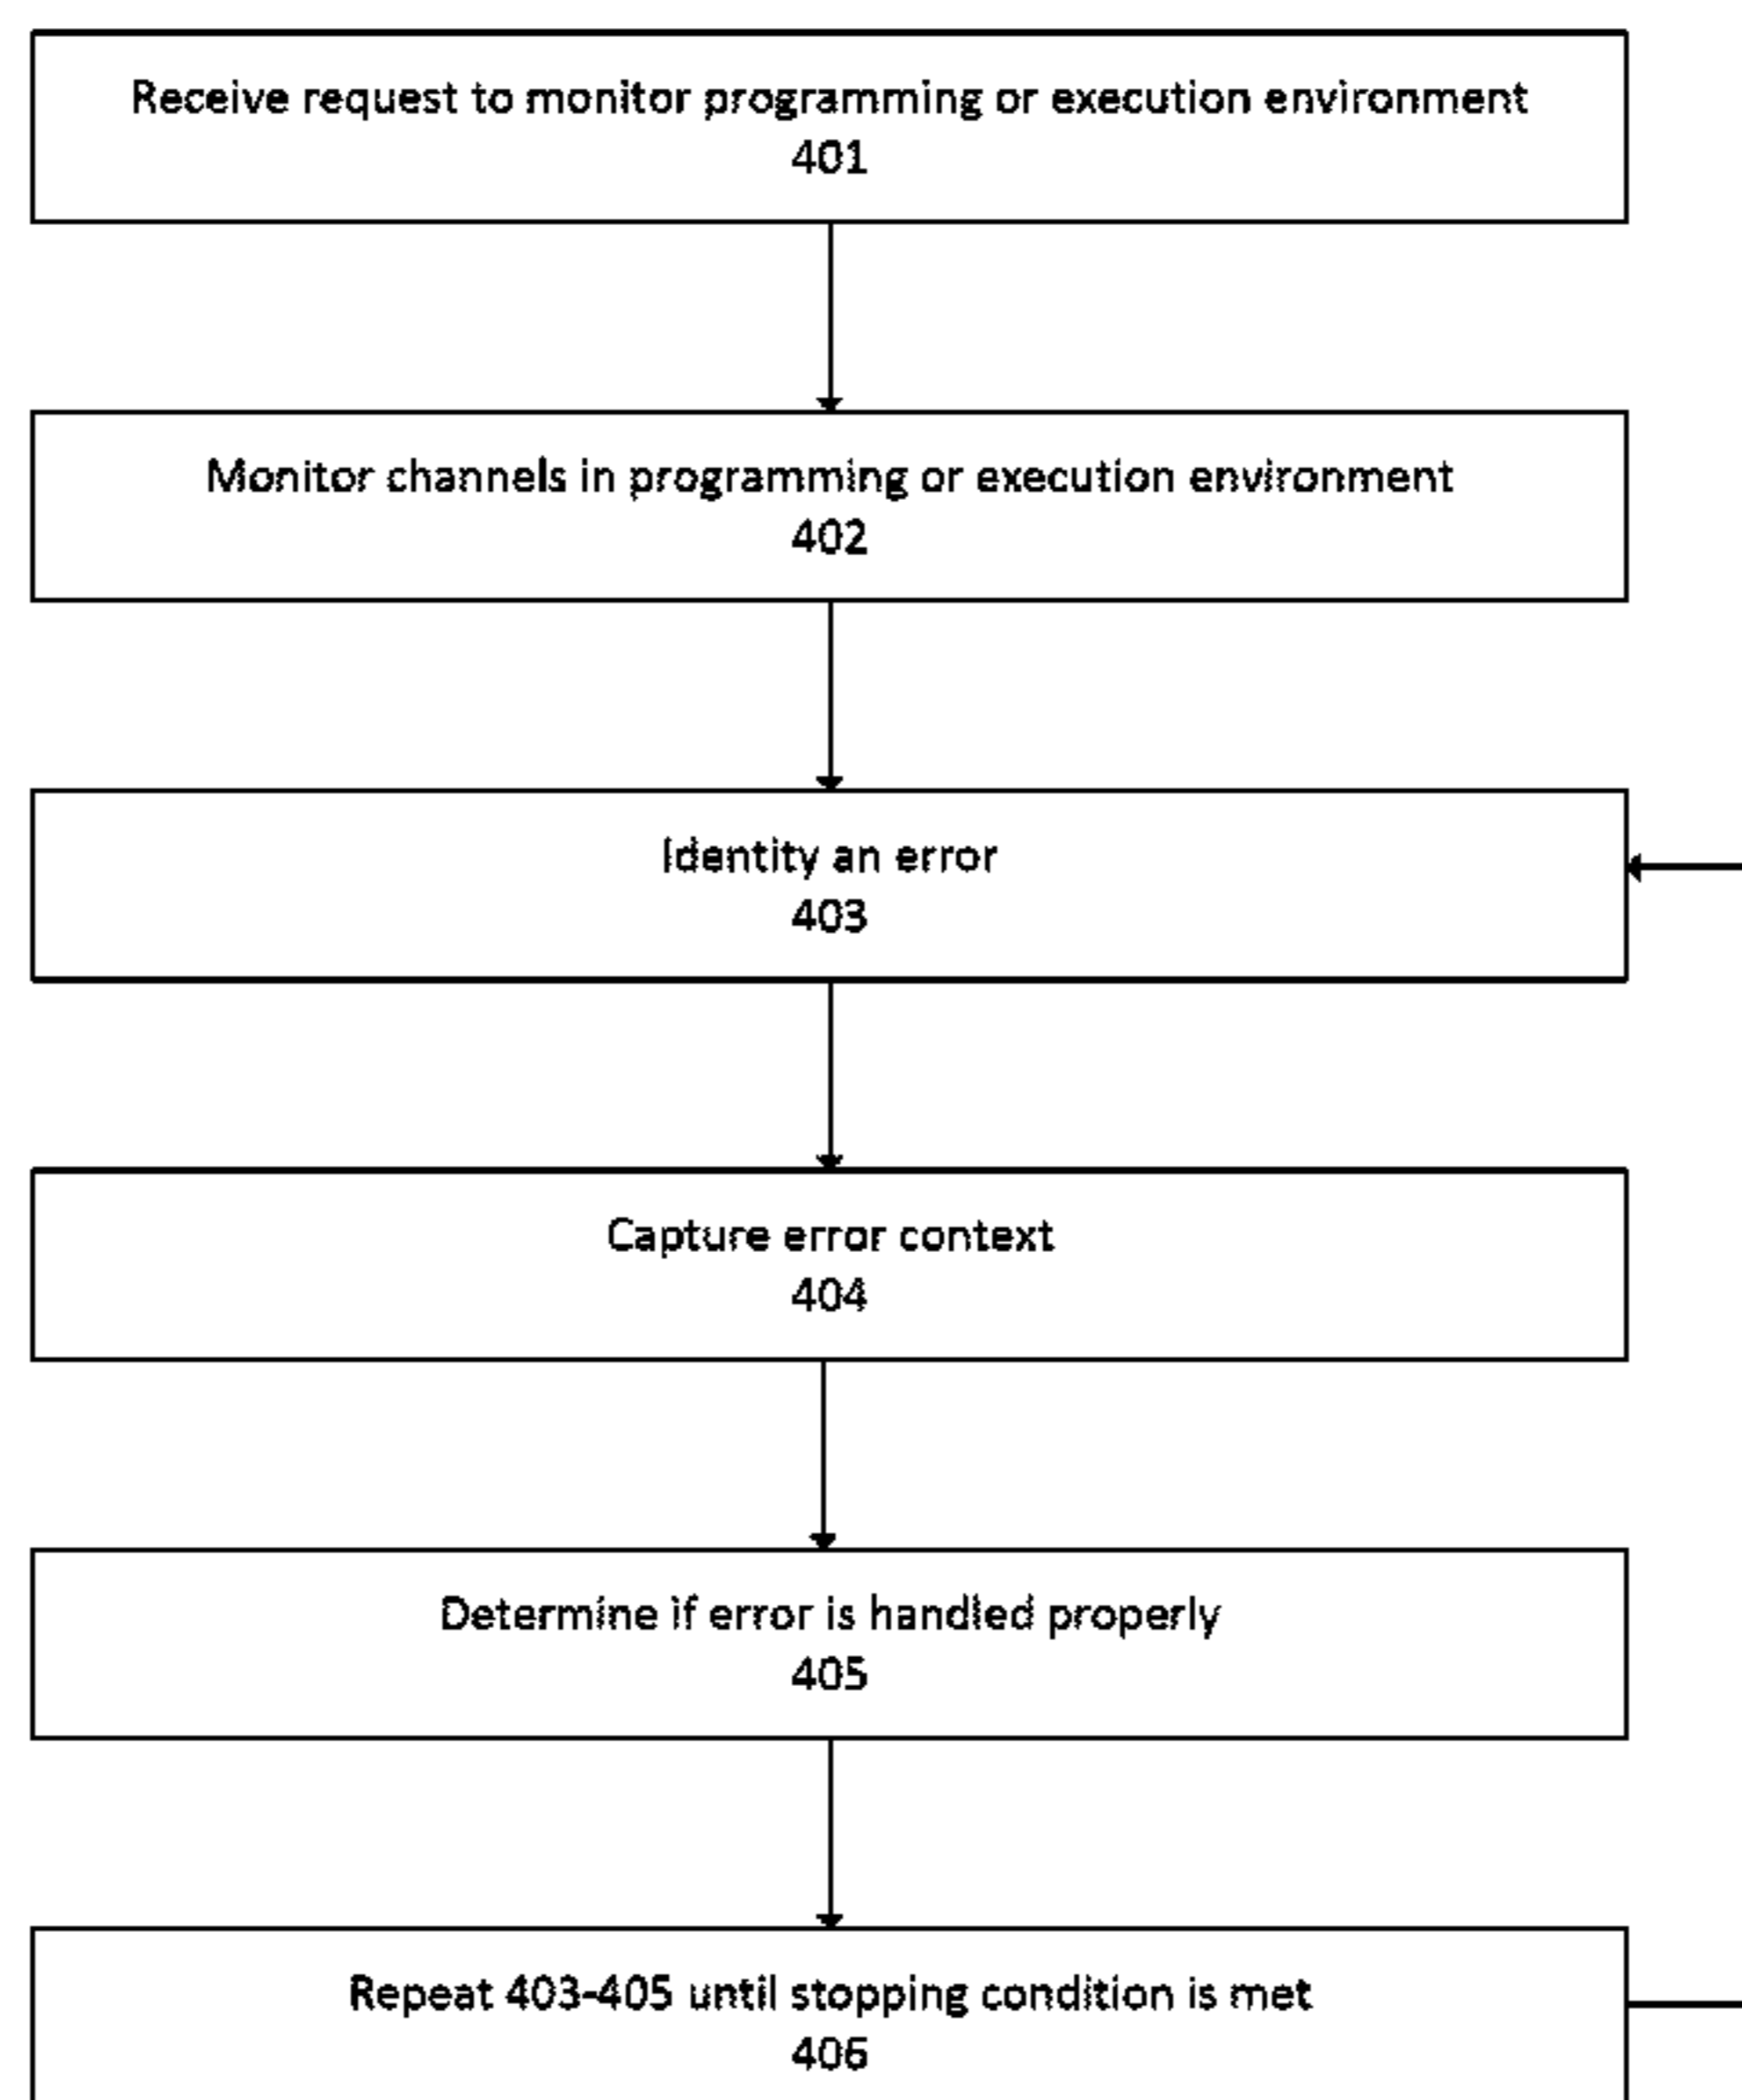 Receive request to monitor programming or execution environment
401
Monitor channels in programming or execution environment
402
Identity an error
403
Capture error context
404
Determine if error is handled properly
405
Repeat 403-405 until stopping condition is met
406